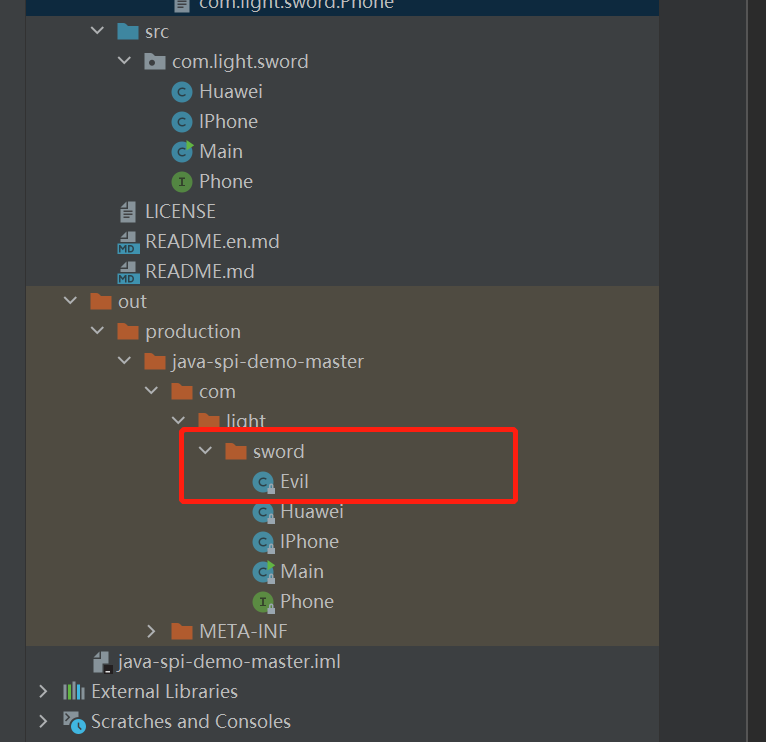 com.light.sword.Phone
src
com.light.sword
C Huawei
C IPhone
C Main
I Phone
LICENSE
MD README.en.md
MD README.md
out
production
java-spi-demo-master
com
light
sword
C Evil
C Huawei
C IPhone
C Main
I Phone
META-INF
java-spi-demo-master.iml
External Libraries
Scratches and Consoles